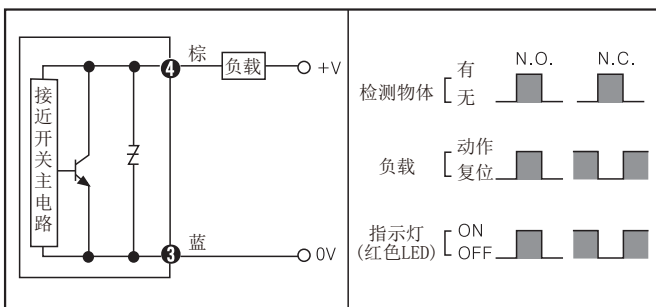 接近开关主电路
4
棕
负载
+V
3
蓝
0V
N.O.
N.C.
检测物体
有
无
负载
动作
复位
指示灯
(红色LED)
ON
OFF